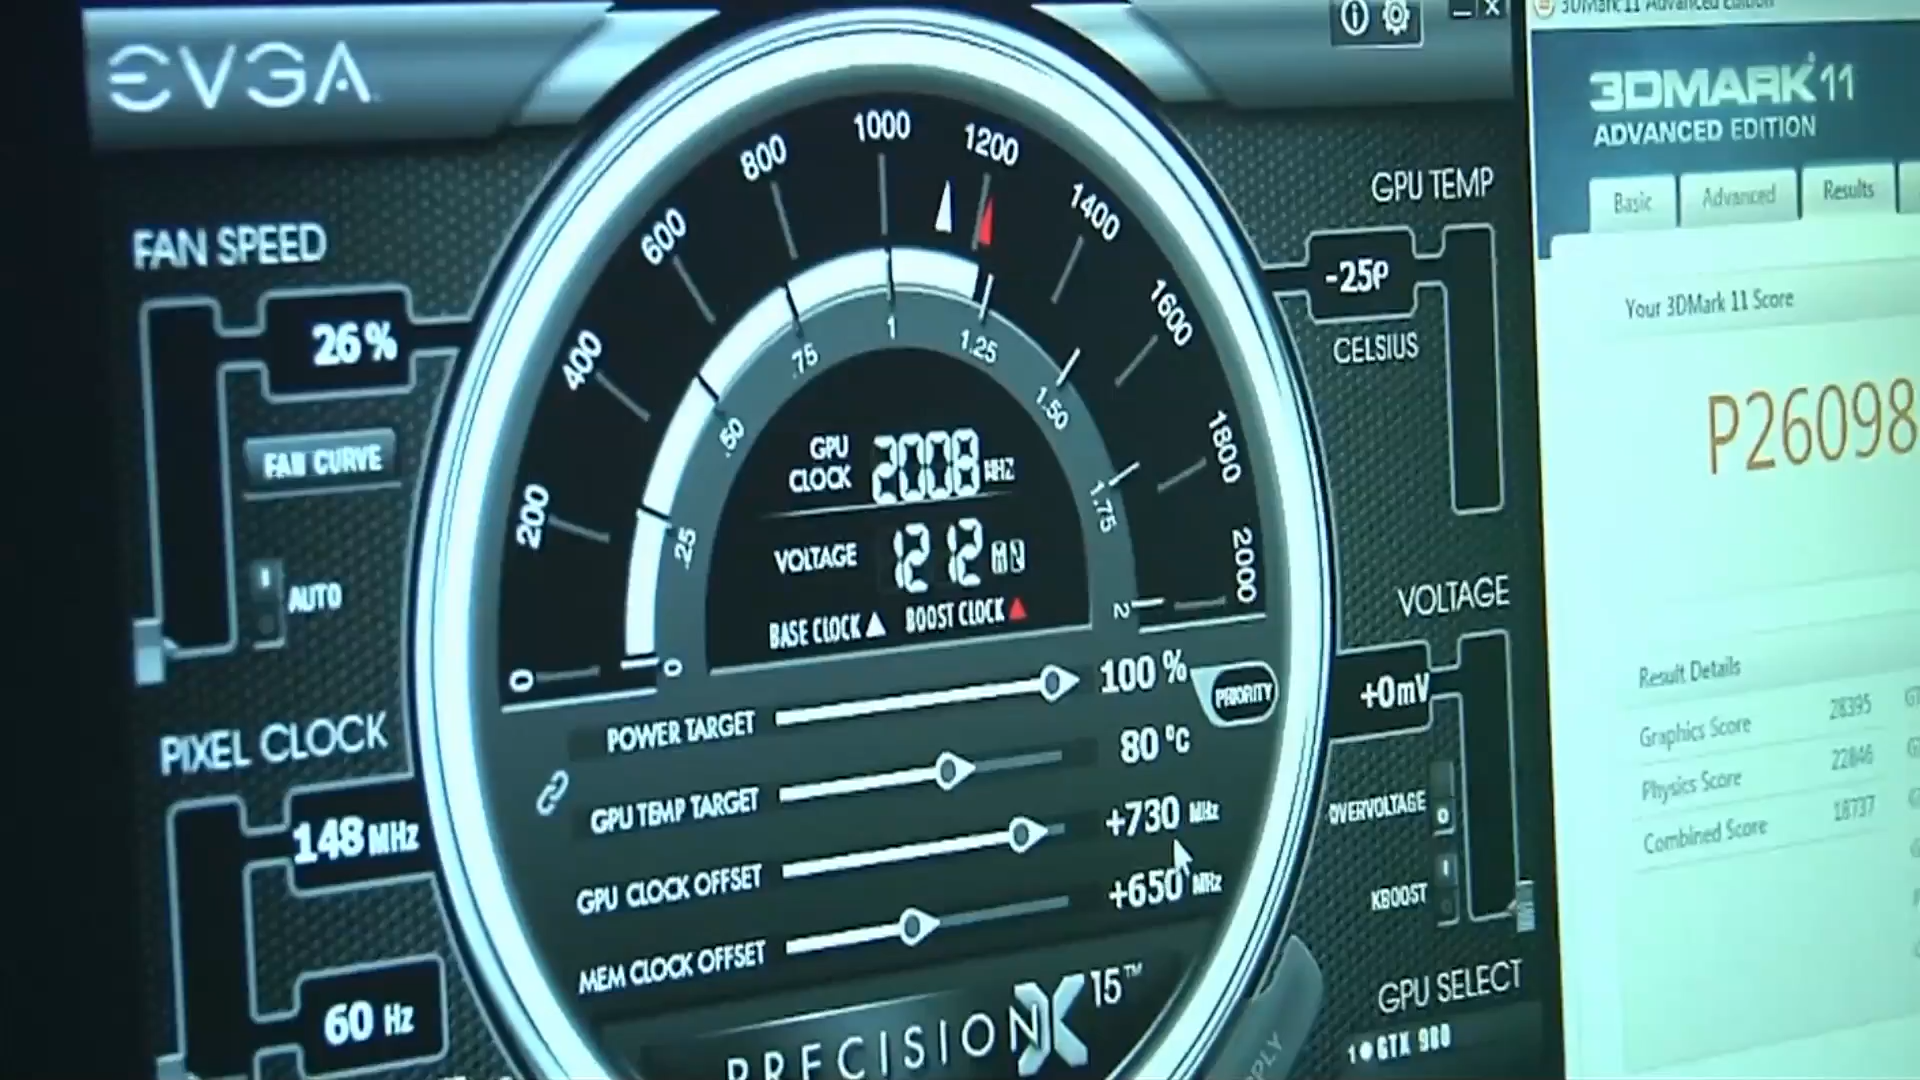 EVGA
FAN SPEED
26%
FAN CURVE
AUTO
PIXEL CLOCK
148 MHz
60 Hz
0
200
400
600
800
1000
1200
1400
1600
1800
2000
0
.25
.50
.75
1
1.25
1.50
1.75
2
GPU CLOCK 2008 MHZ
VOLTAGE 1212
BASE CLOCK BOOST CLOCK
POWER TARGET 100 % PRIORITY
GPU TEMP TARGET 80 °C
GPU CLOCK OFFSET +730 MHz
MEM CLOCK OFFSET +650 MHz
PRECISION X 15™
GPU TEMP
CELSIUS
VOLTAGE
+0mV
OVERVOLTAGE
KBOOST
GPU SELECT
1 GTX 980
3DMark 11 Advanced Edition
3DMARK 11
ADVANCED EDITION
Basic Advanced Results
Your 3DMark 11 Score
P26098
Result Details
Graphics Score 28395
Physics Score 22846
Combined Score 18737